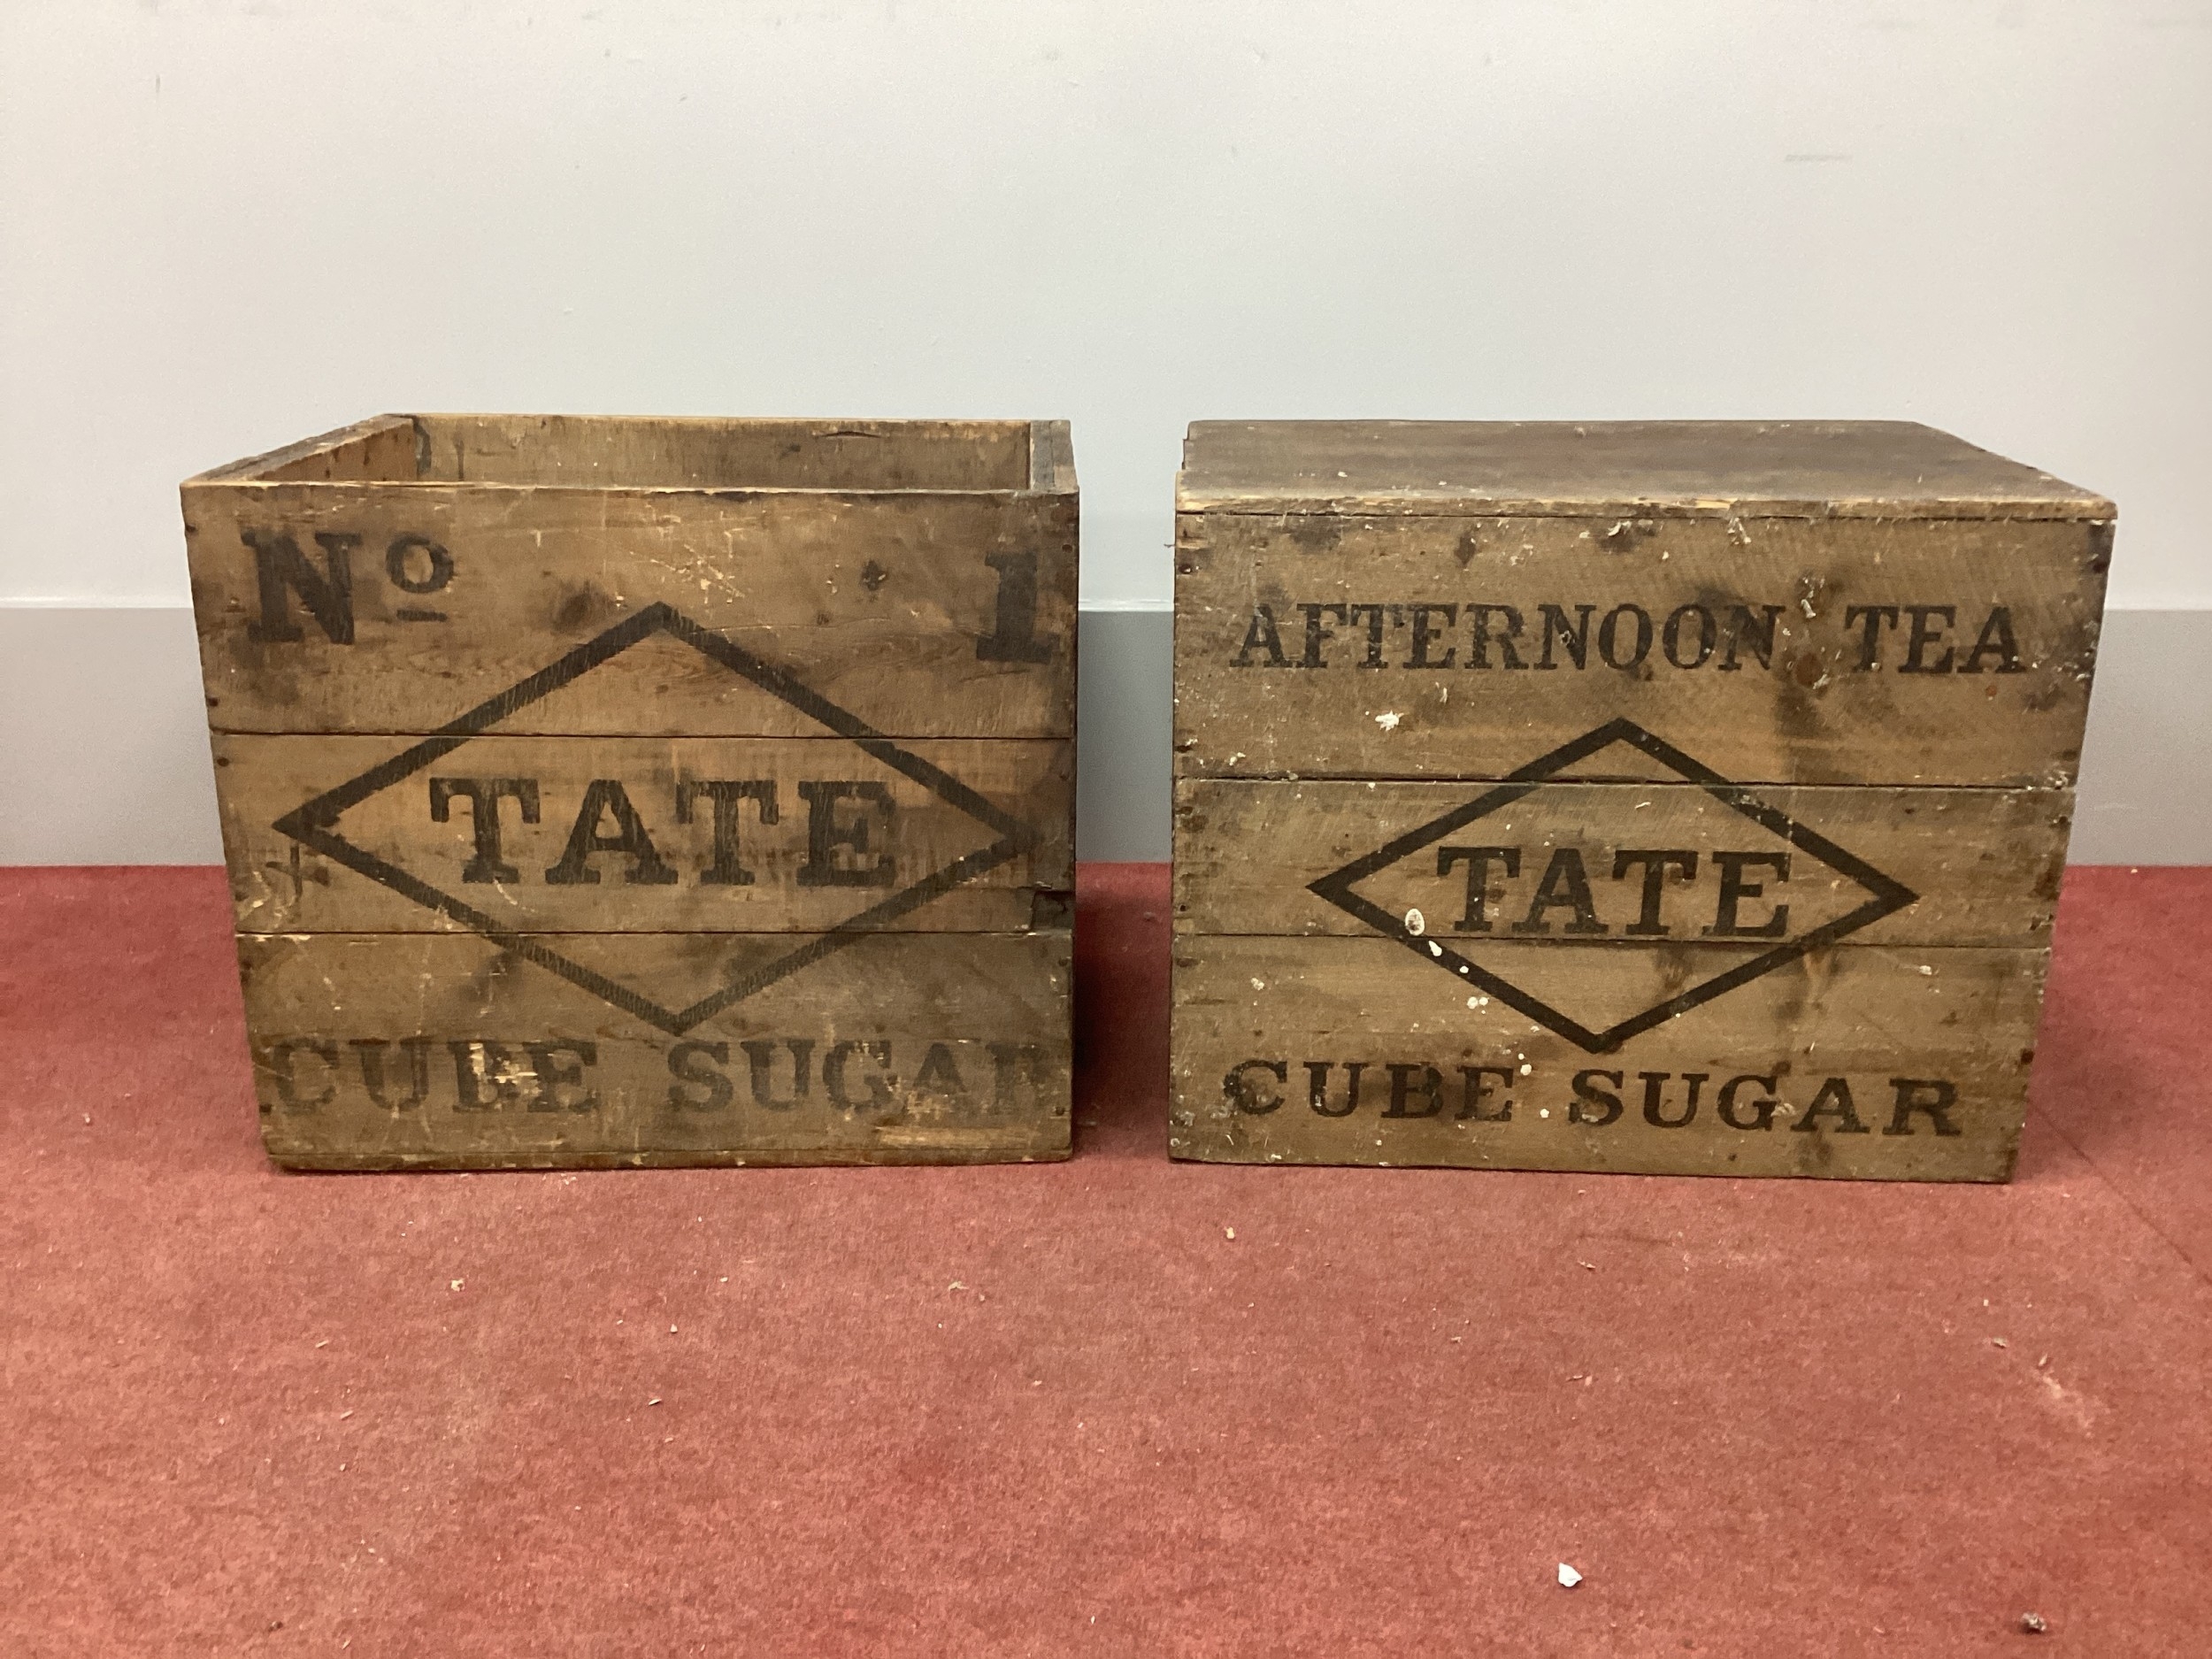 Nº 1
TATE
CUBE SUGAR
AFTERNOON TEA
TATE
CUBE SUGAR